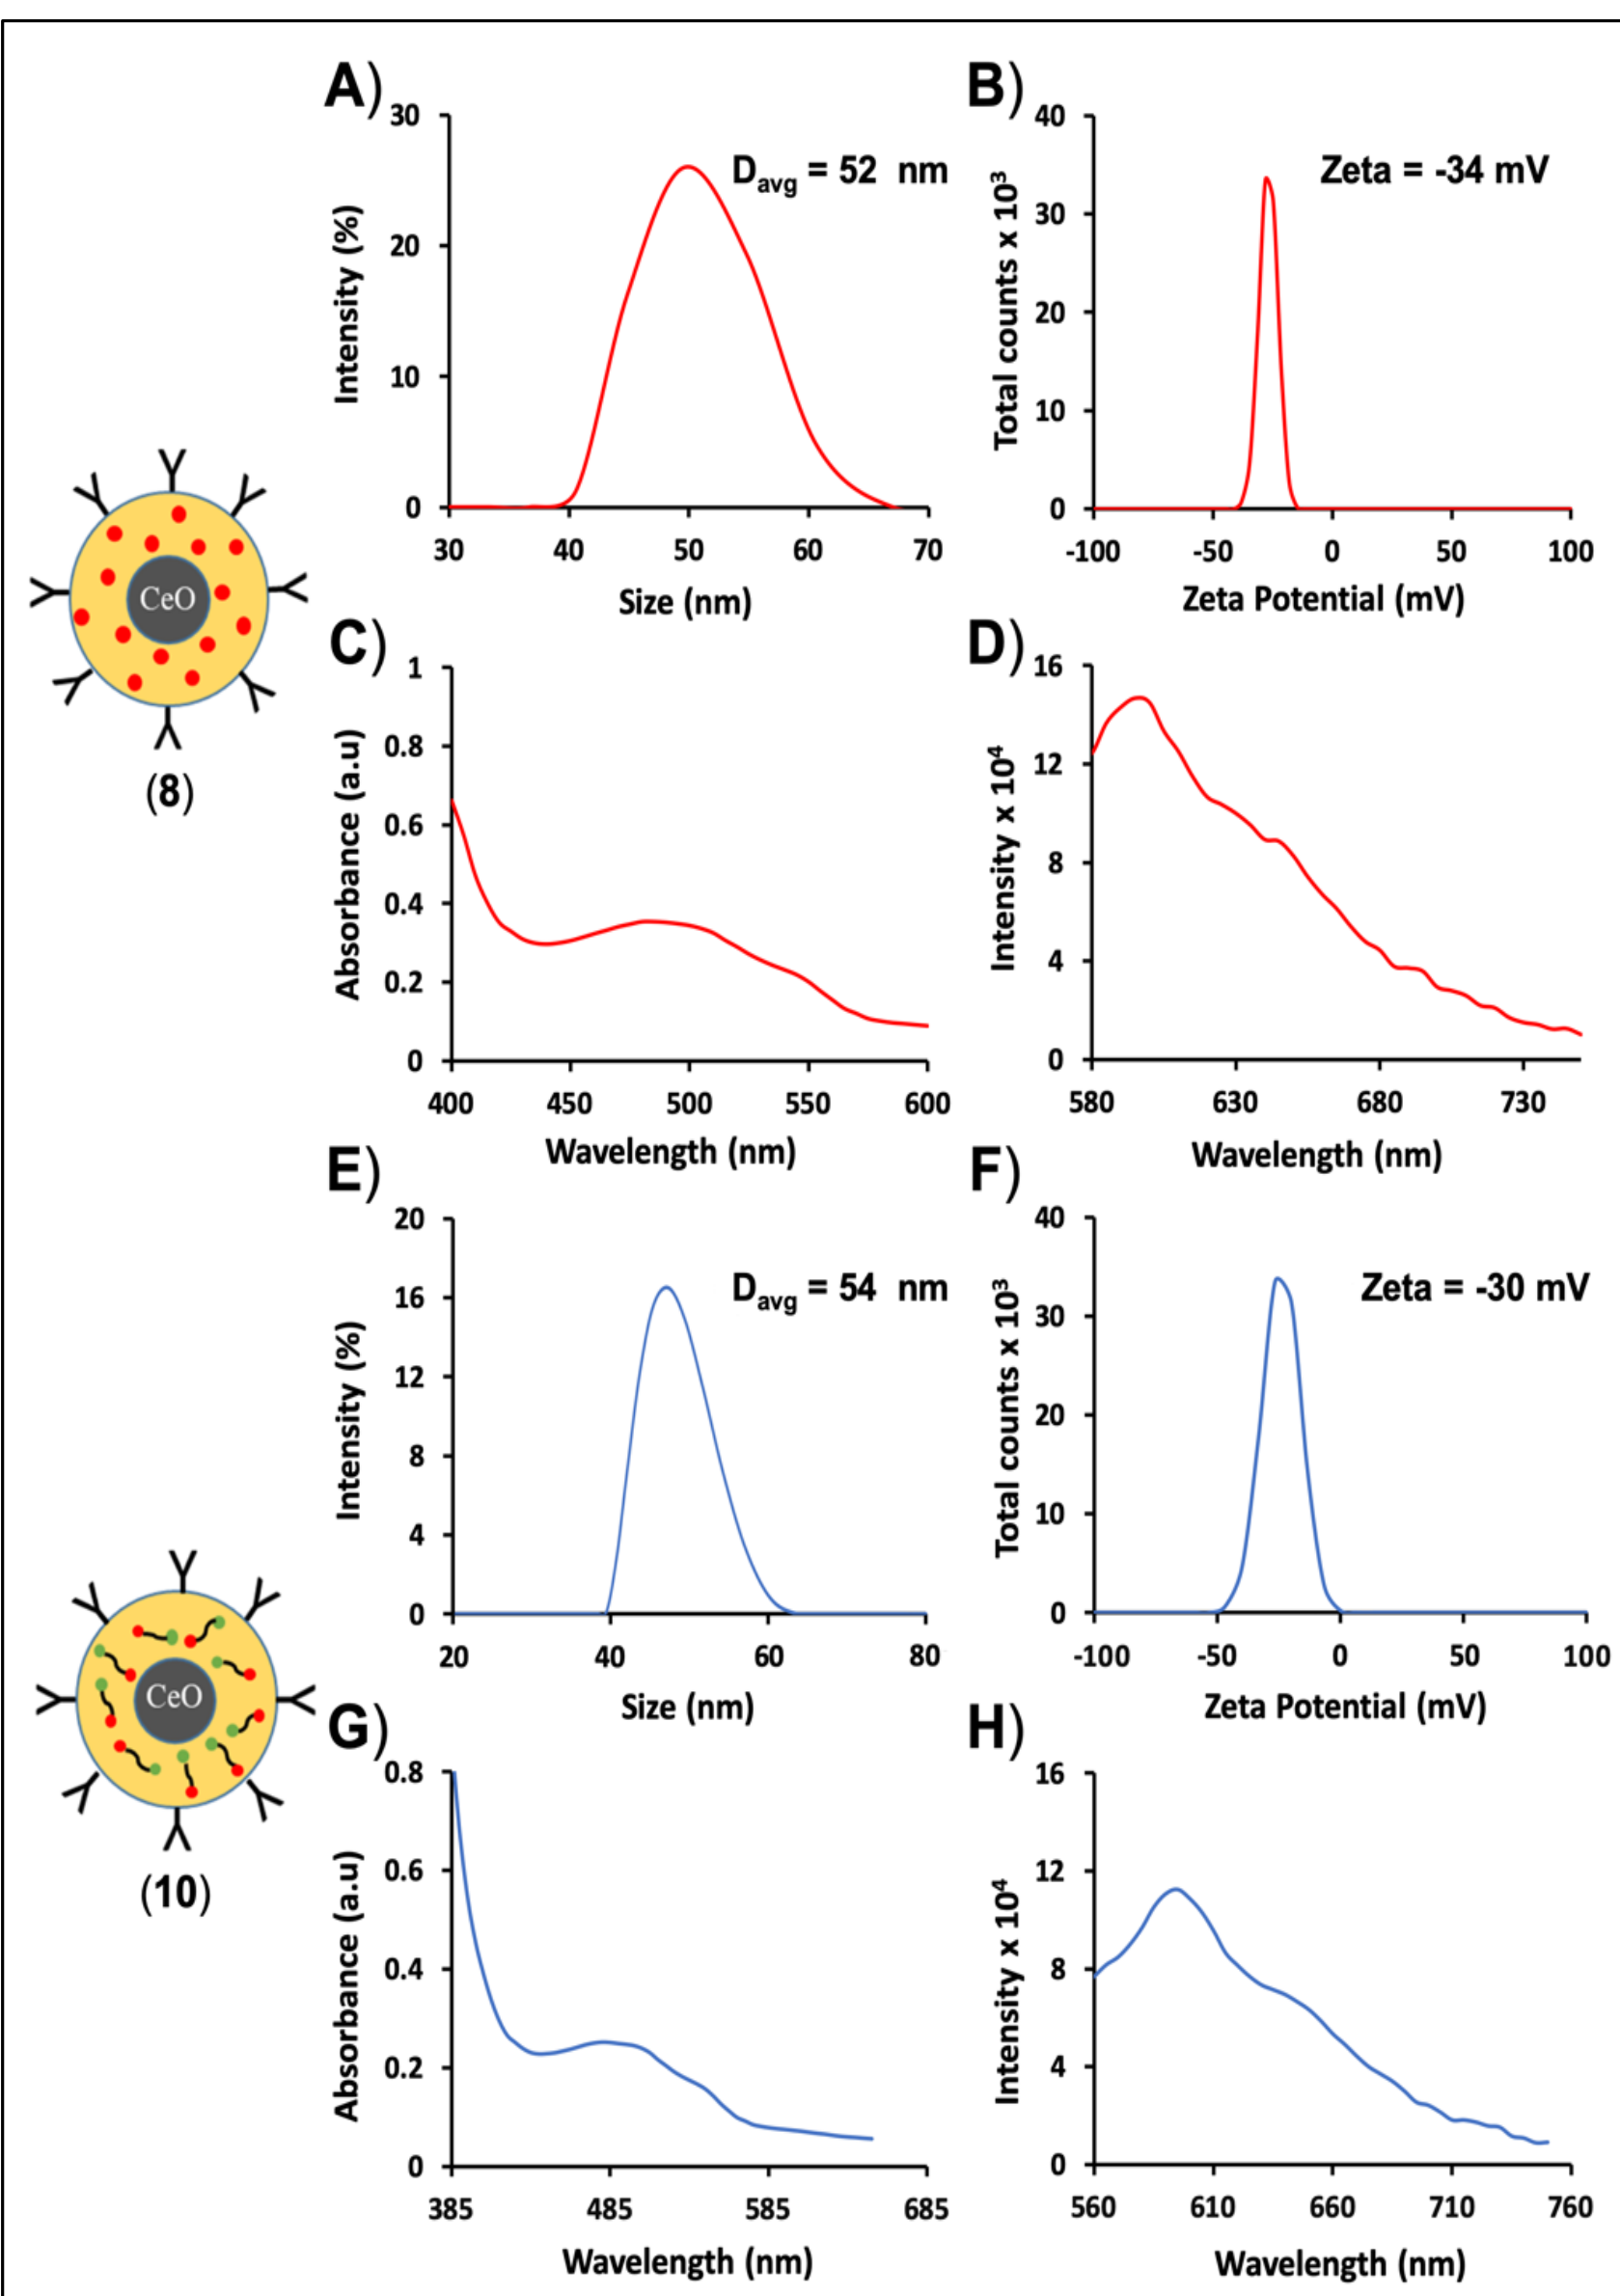 A)
30
20
10
0
Intensity (%)
D_avg = 52 nm
30 40 50 60 70
Size (nm)
B)
40
30
20
10
0
Total counts x 10³
Zeta = -34 mV
-100 -50 0 50 100
Zeta Potential (mV)
CeO
(8)
C)
1
0.8
0.6
0.4
0.2
0
Absorbance (a.u)
400 450 500 550 600
Wavelength (nm)
D)
16
12
8
4
0
Intensity x 10⁴
580 630 680 730
Wavelength (nm)
E)
20
16
12
8
4
0
Intensity (%)
D_avg = 54 nm
20 40 60 80
Size (nm)
F)
40
30
20
10
0
Total counts x 10³
Zeta = -30 mV
-100 -50 0 50 100
Zeta Potential (mV)
CeO
(10)
G)
0.8
0.6
0.4
0.2
0
Absorbance (a.u)
385 485 585 685
Wavelength (nm)
H)
16
12
8
4
0
Intensity x 10⁴
560 610 660 710 760
Wavelength (nm)